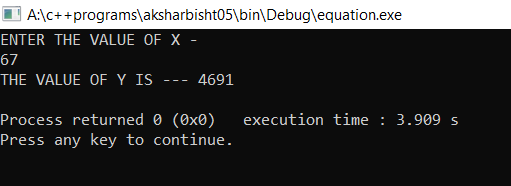 A:\c++programs\aksharbisht05\bin\Debug\equation.exe
ENTER THE VALUE OF X -
67
THE VALUE OF Y IS --- 4691
Process returned 0 (0x0)   execution time : 3.909 s
Press any key to continue.